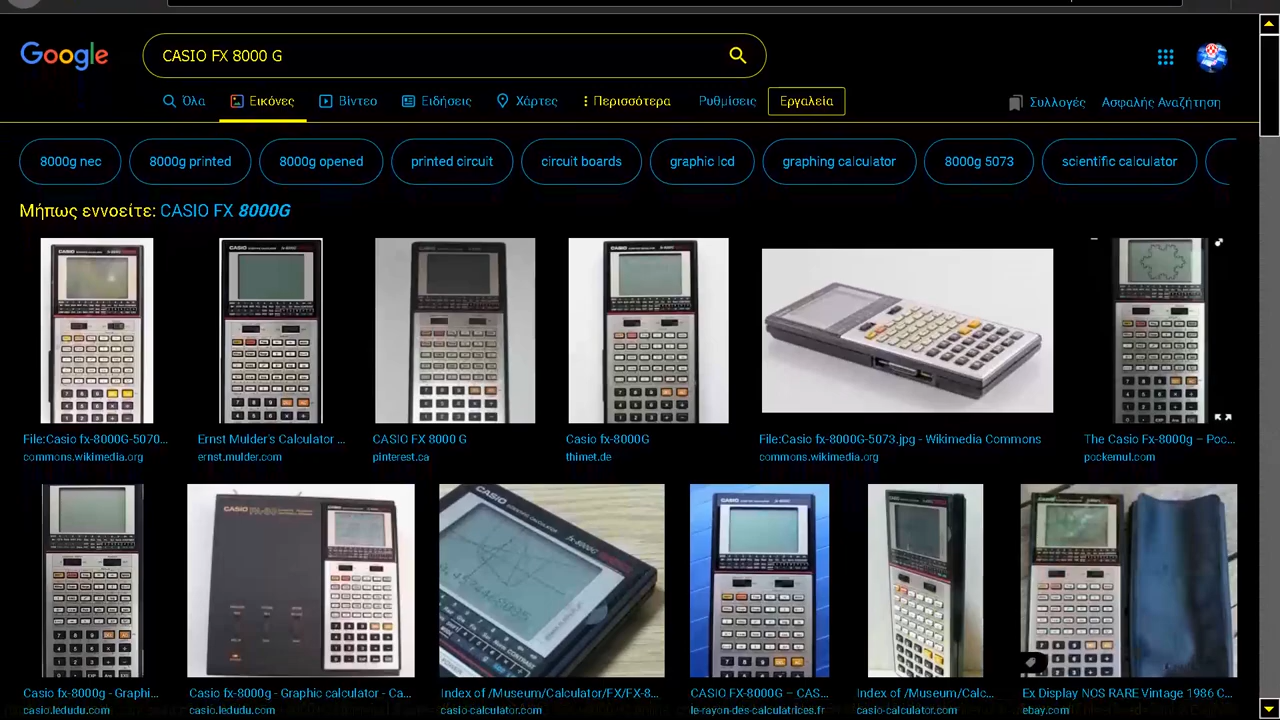 Google
CASIO FX 8000 G
Όλα
Εικόνες
Βίντεο
Ειδήσεις
Χάρτες
Περισσότερα
Ρυθμίσεις
Εργαλεία
Συλλογές
Ασφαλής Αναζήτηση
8000g nec
8000g printed
8000g opened
printed circuit
circuit boards
graphic lcd
graphing calculator
8000g 5073
scientific calculator
Μήπως εννοείτε: CASIO FX 8000G
File:Casio fx-8000G-5070...
commons.wikimedia.org
Ernst Mulder's Calculator ...
ernst.mulder.com
CASIO FX 8000 G
pinterest.ca
Casio fx-8000G
thimet.de
File:Casio fx-8000G-5073.jpg - Wikimedia Commons
commons.wikimedia.org
The Casio Fx-8000g – Poc...
pockemul.com
Casio fx-8000g - Graphi...
casio.ledudu.com
Casio fx-8000g - Graphic calculator - Ca...
casio.ledudu.com
Index of /Museum/Calculator/FX/FX-8...
casio-calculator.com
CASIO FX-8000G – CAS...
le-rayon-des-calculatrices.fr
Index of /Museum/Calc...
casio-calculator.com
Ex Display NOS RARE Vintage 1986 C...
ebay.com